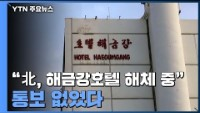 YTN 주요뉴스
호텔해금강
HOTEL HAEGUMGANG
“北, 해금강호텔 해체 중”
통보 없었다